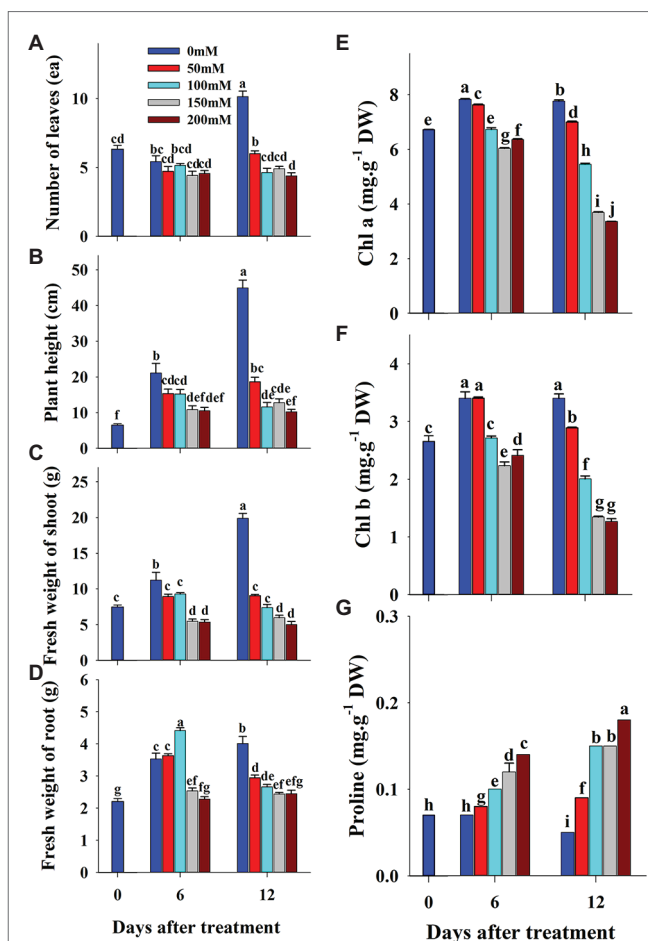 A
Number of leaves (ea)
10
5
0
0mM
50mM
100mM
150mM
200mM
cd
bc
cd
bcd
cd
cd
a
b
cd
cd
d
B
Plant height (cm)
50
40
30
20
10
0
f
b
cd
cd
def
def
a
bc
de
cde
ef
C
Fresh weight of shoot (g)
25
20
15
10
5
0
c
b
c
c
d
d
a
c
c
d
d
D
Fresh weight of root (g)
6
5
4
3
2
1
0
g
c
c
a
ef
fg
b
d
de
ef
efg
0
6
12
Days after treatment
E
Chl a (mg.g-1 DW)
8
6
4
2
0
e
a
c
e
g
f
b
d
h
i
j
F
Chl b (mg.g-1 DW)
4
3
2
1
0
c
a
a
c
e
d
a
b
f
g
g
G
Proline (mg.g-1 DW)
0.3
0.2
0.1
0.0
h
h
g
e
d
c
i
f
b
b
a
0
6
12
Days after treatment